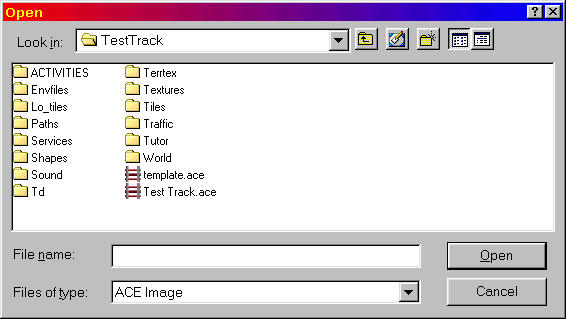 Open
Look in: TestTrack
ACTIVITIES Terrtex
Envfiles Textures
Lo_tiles Tiles
Paths Traffic
Services Tutor
Shapes World
Sound template.ace
Td Test Track.ace
File name: Open
Files of type: ACE Image Cancel